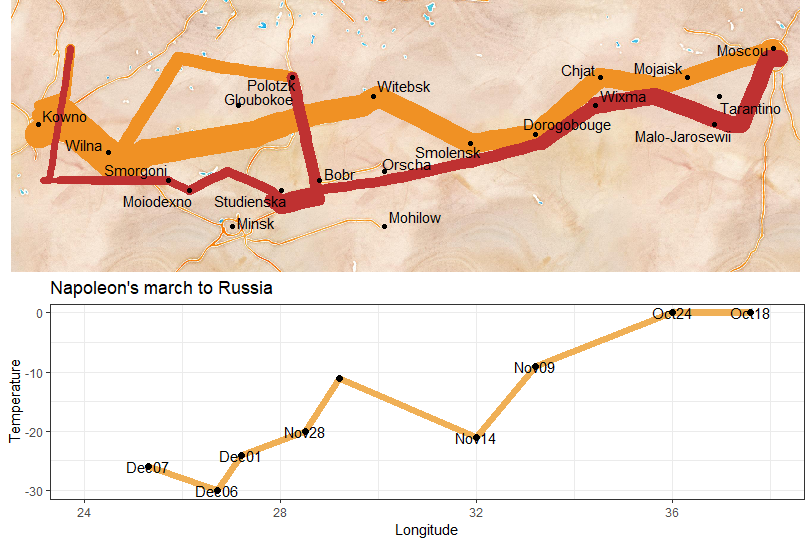 Moscou
Chjat
Mojaisk
Polotzk
Witebsk
Gloubokoe
Wixma
Tarantino
Kowno
Dorogobouge
Malo-Jarosewii
Wilna
Smolensk
Smorgoni
Orscha
Bobr
Moiodexno
Studienska
Minsk
Mohilow
Napoleon's march to Russia
0
Oct24
Oct18
-10
Nov09
Temperature
-20
Nov28
Nov14
Dec01
Dec07
-30
Dec06
24
28
32
36
Longitude